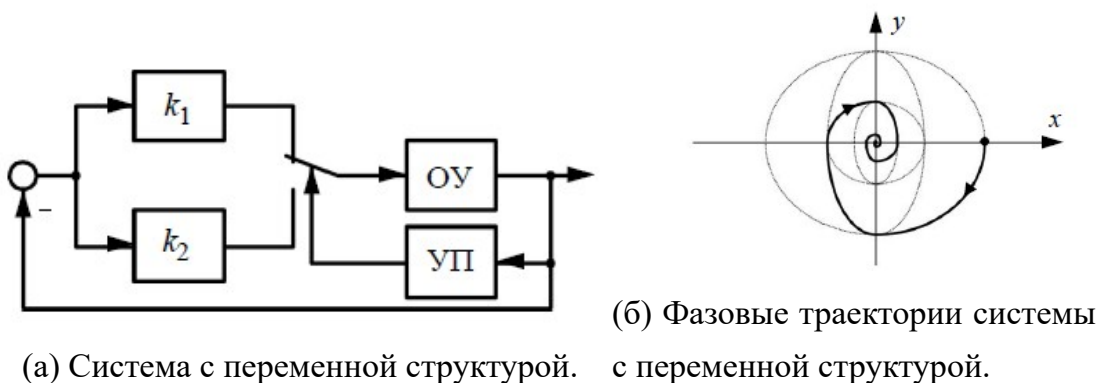 k1
k2
ОУ
УП
–
(а) Система с переменной структурой.
y
x
(б) Фазовые траектории системы
с переменной структурой.